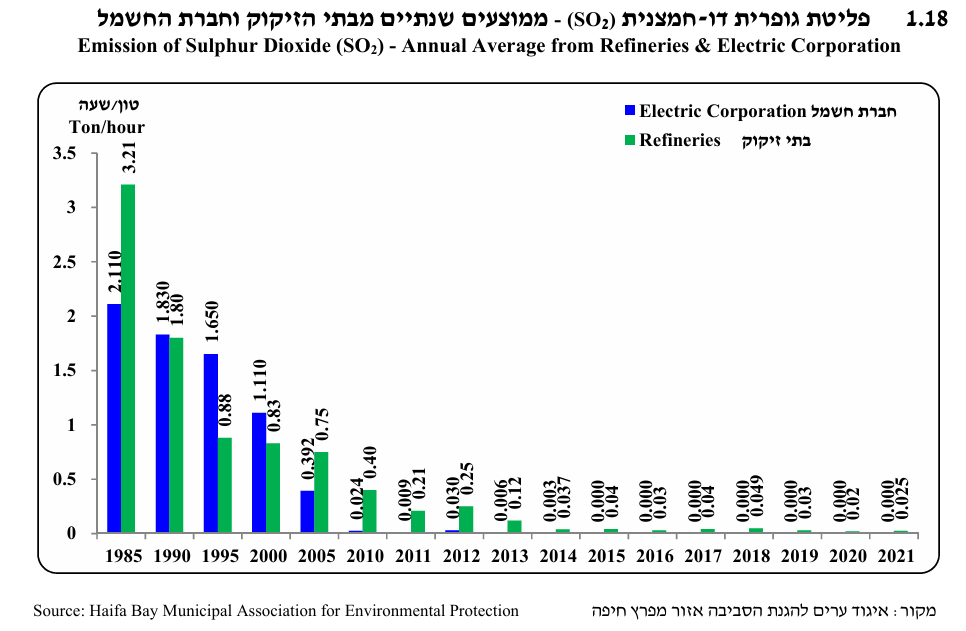 1.18 פליטת גופרית דו-חמצנית (SO₂) - ממוצעים שנתיים מבתי הזיקוק וחברת החשמל
Emission of Sulphur Dioxide (SO₂) - Annual Average from Refineries & Electric Corporation
טון/שעה
Ton/hour
Electric Corporation חברת חשמל
Refineries בתי זיקוק
3.5
3
2.5
2
1.5
1
0.5
0
2.110 3.21
1.830 1.80
1.650 0.88
1.110 0.83
0.392 0.75
0.024 0.40
0.009 0.21
0.030 0.25
0.006 0.12
0.003 0.037
0.000 0.04
0.000 0.03
0.000 0.04
0.000 0.049
0.000 0.03
0.000 0.02
0.000 0.025
1985 1990 1995 2000 2005 2010 2011 2012 2013 2014 2015 2016 2017 2018 2019 2020 2021
Source: Haifa Bay Municipal Association for Environmental Protection
מקור : איגוד ערים להגנת הסביבה אזור מפרץ חיפה